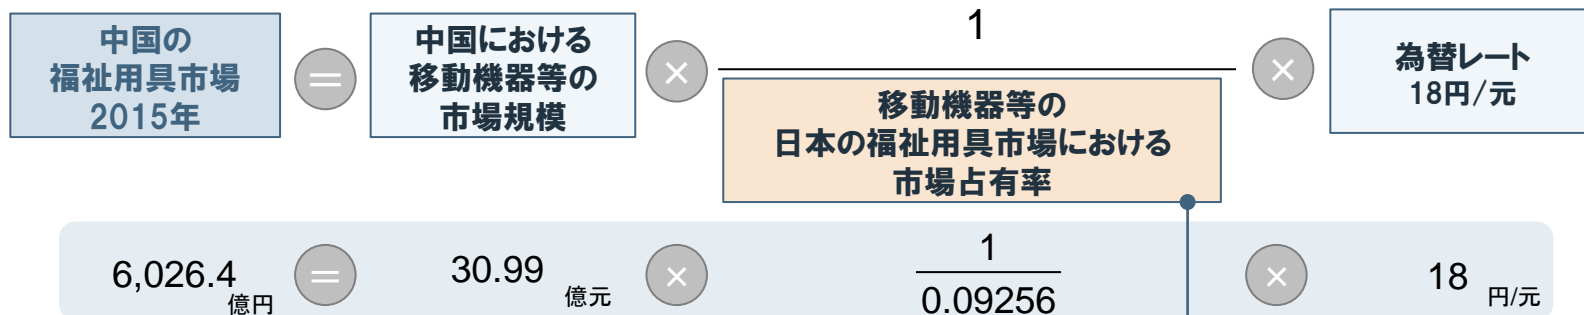 中国の
福祉用具市場
2015年
=
中国における
移動機器等の
市場規模
×
1
移動機器等の
日本の福祉用具市場における
市場占有率
×
為替レート
18円/元
6,026.4
億円
=
30.99
億元
×
1
0.09256
×
18
円/元